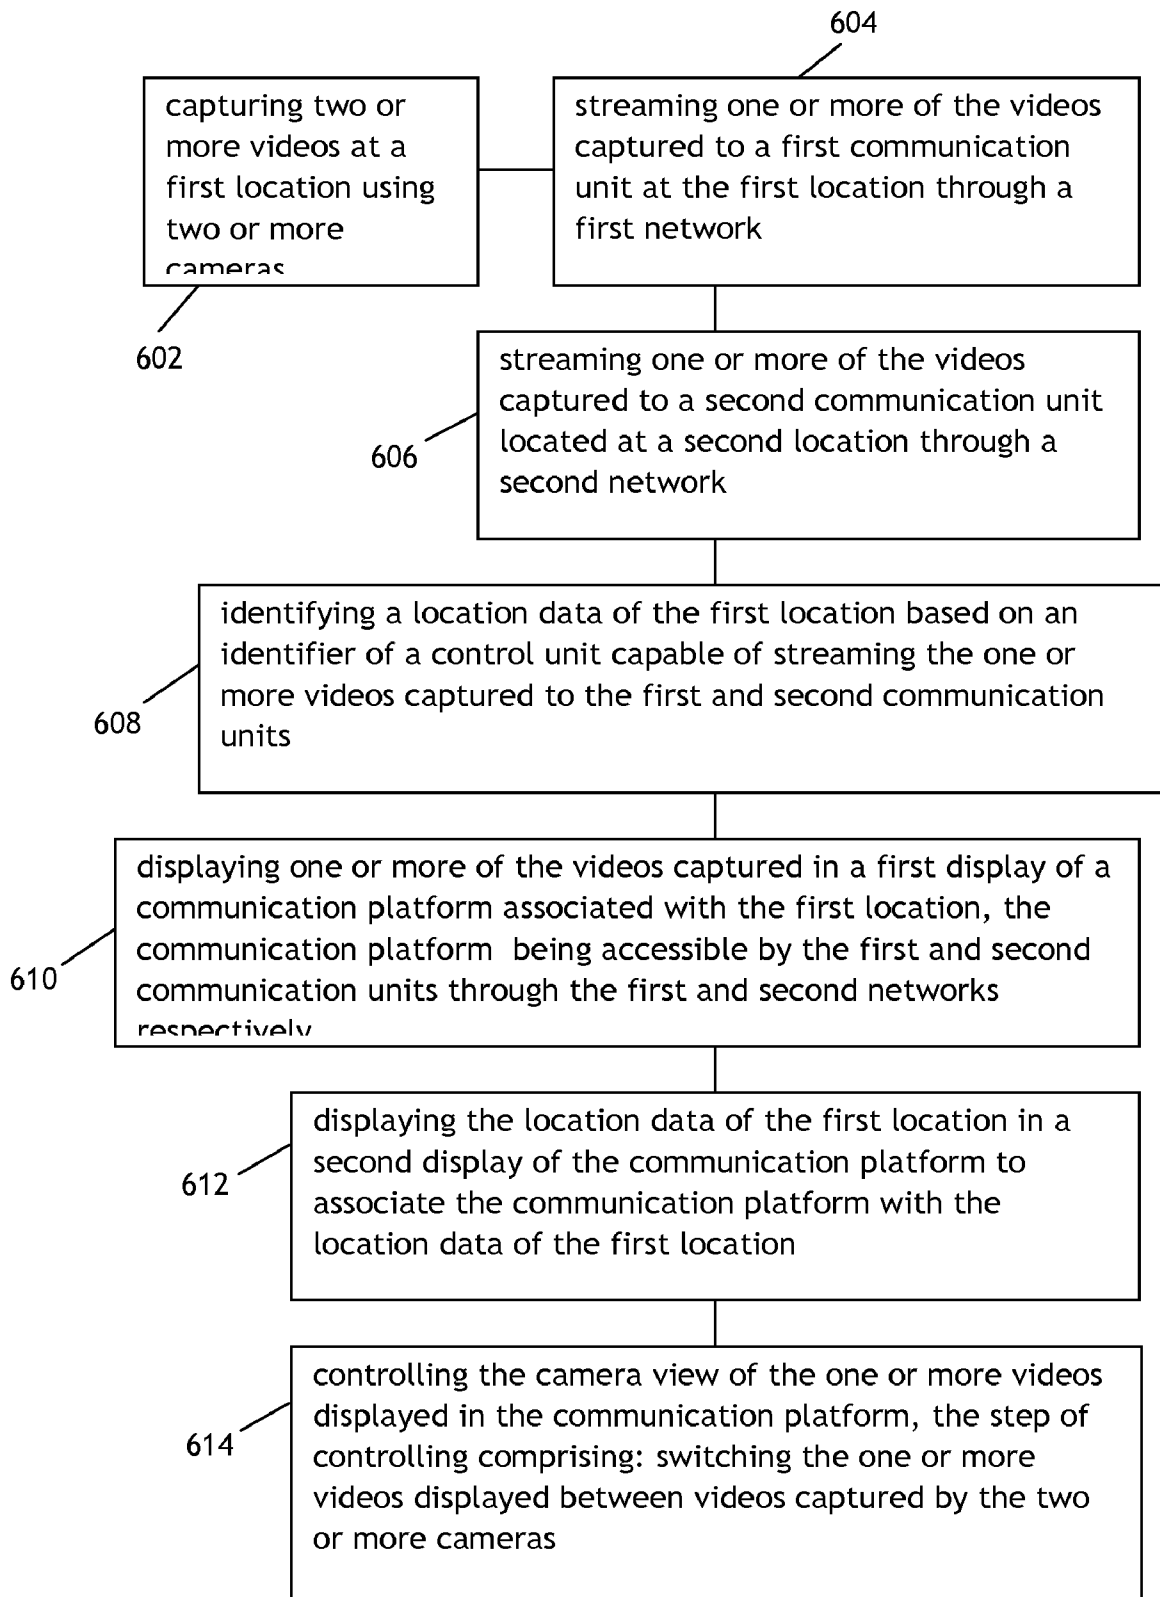 604
capturing two or
more videos at a
first location using
two or more
cameras
streaming one or more of the videos
captured to a first communication
unit at the first location through a
first network
602
streaming one or more of the videos
captured to a second communication unit
located at a second location through a
second network
606
identifying a location data of the first location based on an
identifier of a control unit capable of streaming the one or
more videos captured to the first and second communication
units
608
displaying one or more of the videos captured in a first display of a
communication platform associated with the first location, the
communication platform  being accessible by the first and second
communication units through the first and second networks
respectively
610
displaying the location data of the first location in a
second display of the communication platform to
associate the communication platform with the
location data of the first location
612
controlling the camera view of the one or more videos
displayed in the communication platform, the step of
controlling comprising: switching the one or more
videos displayed between videos captured by the two
or more cameras
614